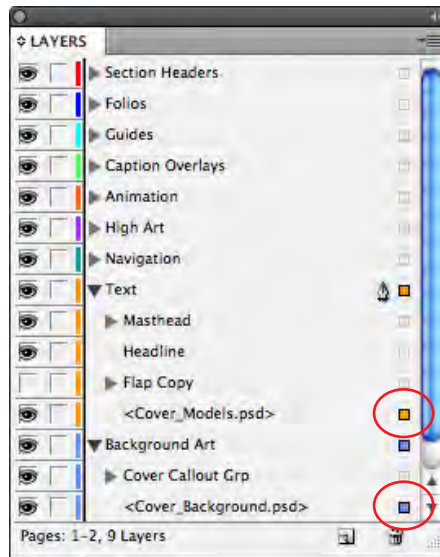 LAYERS
Section Headers
Folios
Guides
Caption Overlays
Animation
High Art
Navigation
Text
Masthead
Headline
Flap Copy
<Cover_Models.psd>
Background Art
Cover Callout Grp
<Cover_Background.psd>
Pages: 1-2, 9 Layers